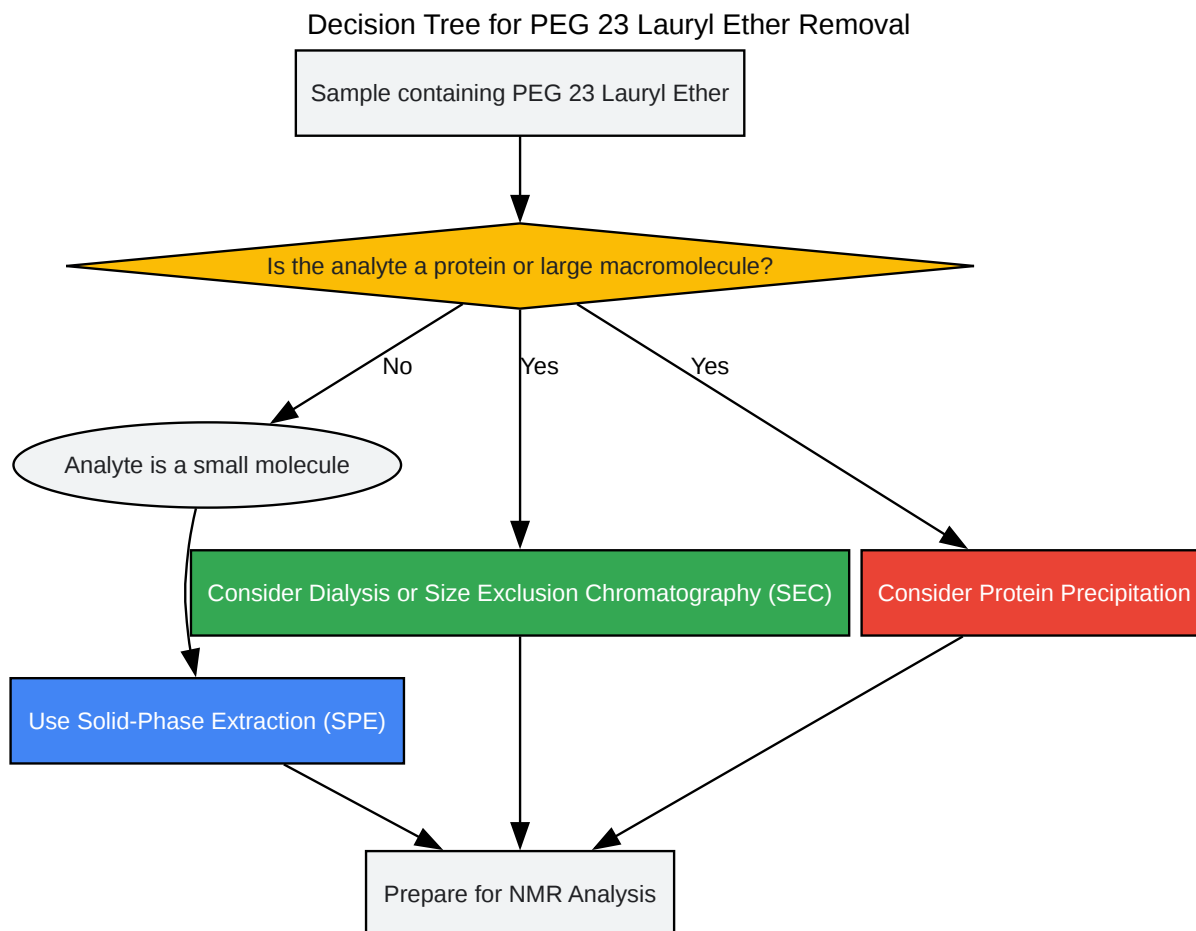 Decision Tree for PEG 23 Lauryl Ether Removal
Sample containing PEG 23 Lauryl Ether
Is the analyte a protein or large macromolecule?
No
Yes
Yes
Analyte is a small molecule
Consider Dialysis or Size Exclusion Chromatography (SEC)
Consider Protein Precipitation
Use Solid-Phase Extraction (SPE)
Prepare for NMR Analysis